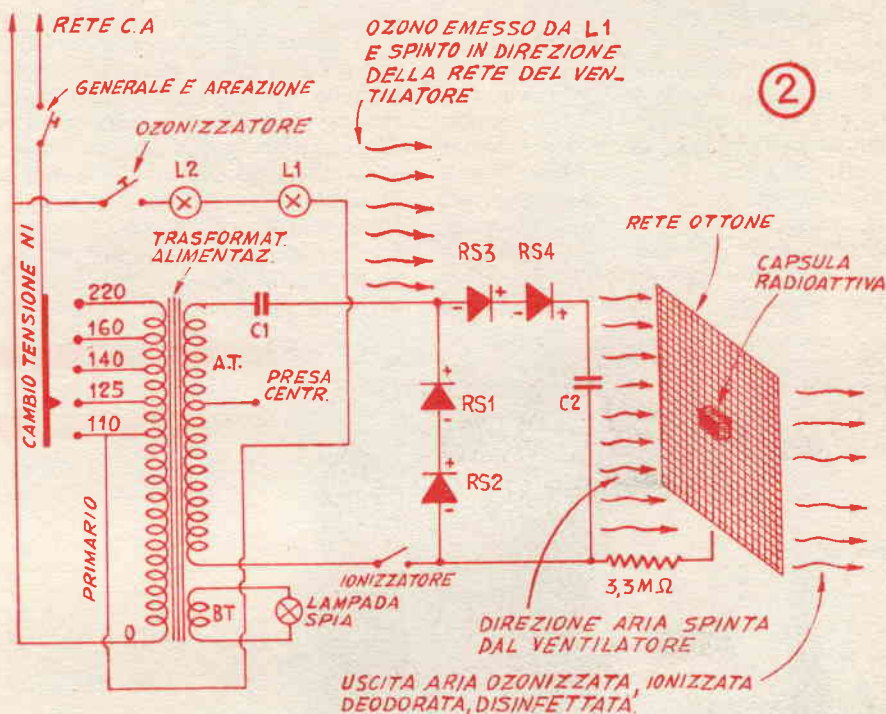 RETE C.A
GENERALE E AREAZIONE
OZONIZZATORE
L2
L1
OZONO EMESSO DA L1
E SPINTO IN DIREZIONE
DELLA RETE DEL VEN_
TILATORE
2
TRASFORMAT.
ALIMENTAZ.
CAMBIO TENSIONE N1
220
160
140
125
110
PRIMARIO
0
A.T.
C1
PRESA
CENTR.
BT
LAMPADA
SPIA
IONIZZATORE
RS3
RS4
RS1
RS2
C2
RETE OTTONE
CAPSULA
RADIOATTIVA
3,3MΩ
DIREZIONE ARIA SPINTA
DAL VENTILATORE
USCITA ARIA OZONIZZATA, IONIZZATA
DEODORATA, DISINFETTATA.
+
-
+
-
+
-
+
-